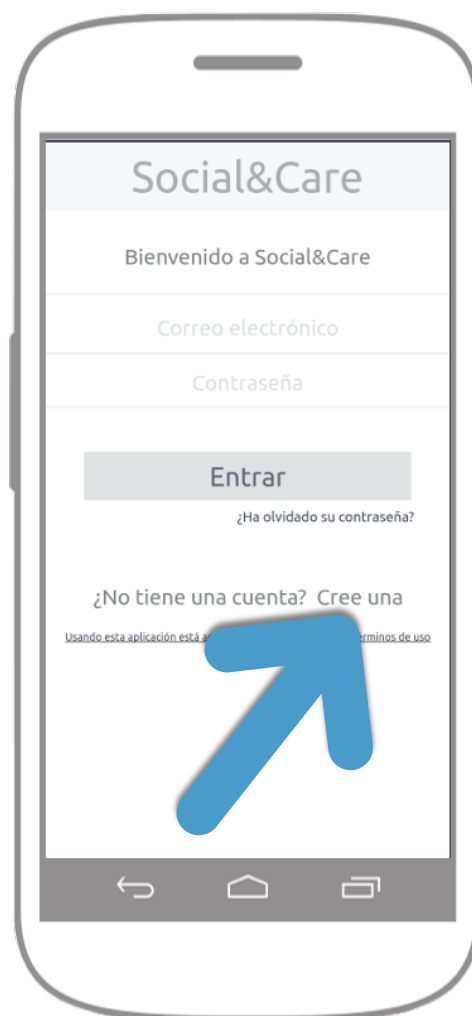 Social&Care
Bienvenido a Social&Care
Correo electrónico
Contraseña
Entrar
¿Ha olvidado su contraseña?
¿No tiene una cuenta? Cree una
Usando esta aplicación está términos de uso